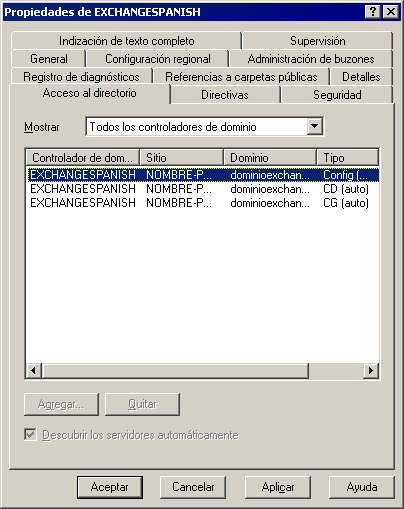 Propiedades de EXCHANGESPANISH
Indización de texto completo Supervisión
General Configuración regional Administración de buzones
Registro de diagnósticos Referencias a carpetas públicas Detalles
Acceso al directorio Directivas Seguridad
Mostrar Todos los controladores de dominio
Controlador de dom... Sitio Dominio Tipo
EXCHANGESPANISH NOMBRE-P... dominioexchan... Config (...
EXCHANGESPANISH NOMBRE-P... dominioexchan... CD (auto)
EXCHANGESPANISH NOMBRE-P... dominioexchan... CG (auto)
Agregar... Quitar
Descubrir los servidores automáticamente
Aceptar Cancelar Aplicar Ayuda